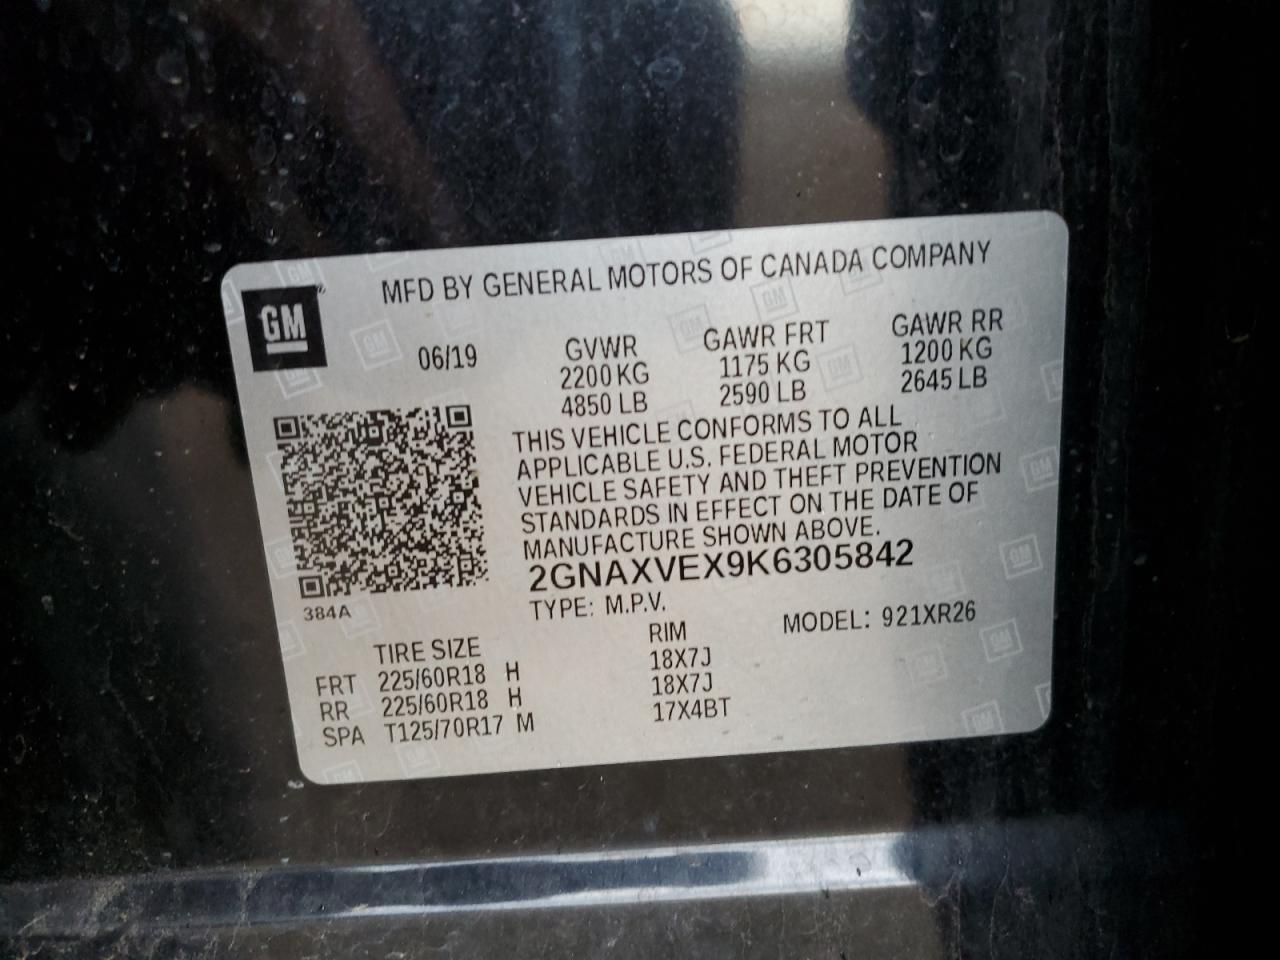 MFD BY GENERAL MOTORS OF CANADA COMPANY
GM
06/19
GVWR GAWR FRT GAWR RR
2200 KG 1175 KG 1200 KG
4850 LB 2590 LB 2645 LB
THIS VEHICLE CONFORMS TO ALL
APPLICABLE U.S. FEDERAL MOTOR
VEHICLE SAFETY AND THEFT PREVENTION
STANDARDS IN EFFECT ON THE DATE OF
MANUFACTURE SHOWN ABOVE.
2GNAXVEX9K6305842
384A
TYPE: M.P.V. MODEL: 921XR26
TIRE SIZE RIM
FRT 225/60R18 H 18X7J
RR 225/60R18 H 18X7J
SPA T125/70R17 M 17X4BT